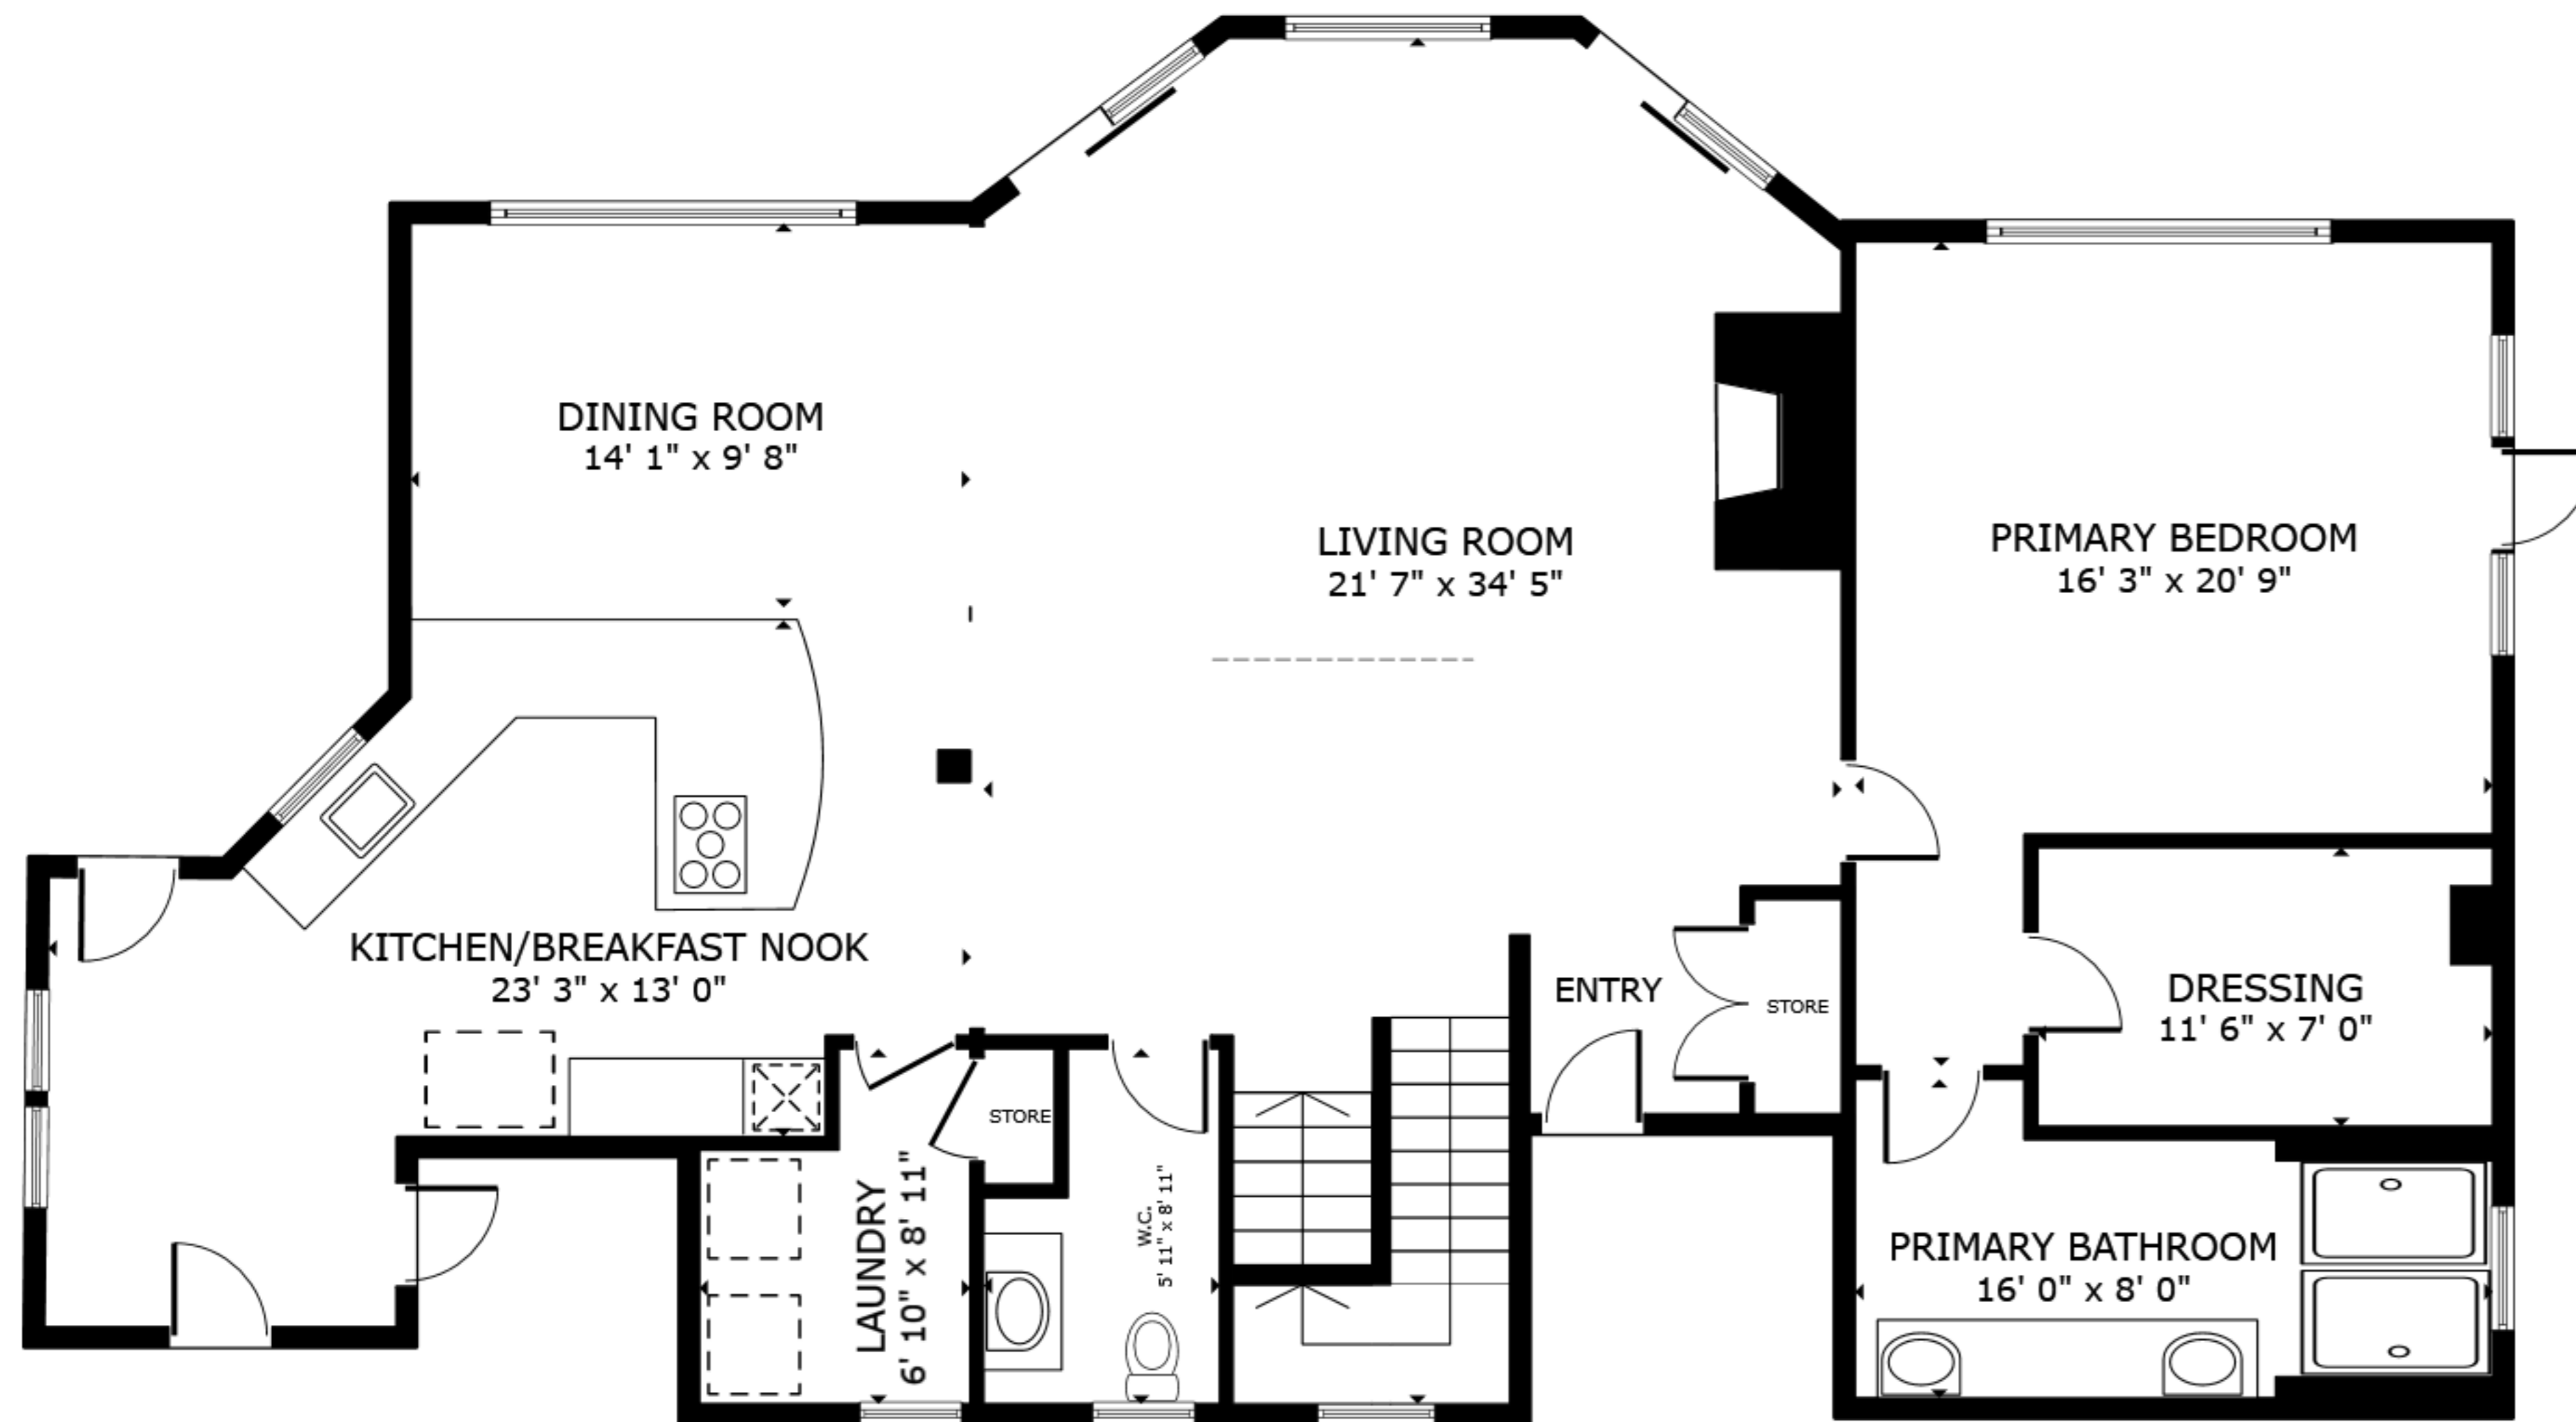 DINING ROOM
14' 1" x 9' 8"
LIVING ROOM
21' 7" x 34' 5"
PRIMARY BEDROOM
16' 3" x 20' 9"
KITCHEN/BREAKFAST NOOK
23' 3" x 13' 0"
ENTRY
STORE
DRESSING
11' 6" x 7' 0"
STORE
LAUNDRY
6' 10" x 8' 11"
W.C.
5' 11" x 8' 11"
PRIMARY BATHROOM
16' 0" x 8' 0"